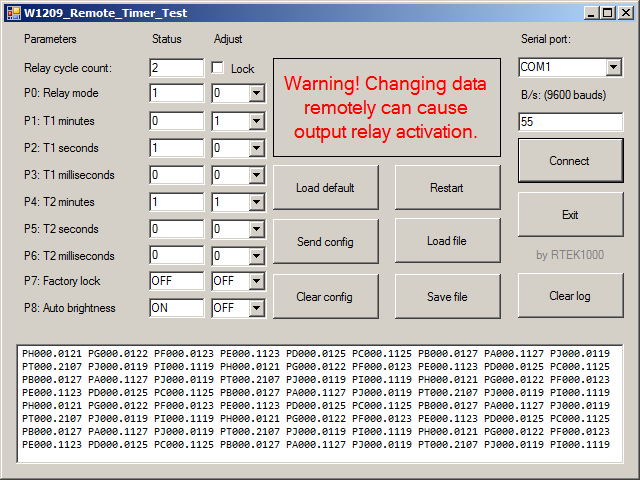 W1209_Remote_Timer_Test
Parameters Status Adjust Serial port:
Relay cycle count: 2 Lock COM1
P0: Relay mode 1 0 B/s: (9600 bauds)
P1: T1 minutes 0 1 55
P2: T1 seconds 1 0
P3: T1 milliseconds 0 0
P4: T2 minutes 1 1
P5: T2 seconds 0 0
P6: T2 milliseconds 0 0
P7: Factory lock OFF OFF
P8: Auto brightness ON OFF
Warning! Changing data
remotely can cause
output relay activation.
Connect
Load default Restart
Exit
Send config Load file
by RTEK1000
Clear config Save file Clear log
PH000.0121 PG000.0122 PF000.0123 PE000.1123 PD000.0125 PC000.1125 PB000.0127 PA000.1127 PJ000.0119
PT000.2107 PJ000.0119 PI000.1119 PH000.0121 PG000.0122 PF000.0123 PE000.1123 PD000.0125 PC000.1125
PB000.0127 PA000.1127 PJ000.0119 PT000.2107 PJ000.0119 PI000.1119 PH000.0121 PG000.0122 PF000.0123
PE000.1123 PD000.0125 PC000.1125 PB000.0127 PA000.1127 PJ000.0119 PT000.2107 PJ000.0119 PI000.1119
PH000.0121 PG000.0122 PF000.0123 PE000.1123 PD000.0125 PC000.1125 PB000.0127 PA000.1127 PJ000.0119
PT000.2107 PJ000.0119 PI000.1119 PH000.0121 PG000.0122 PF000.0123 PE000.1123 PD000.0125 PC000.1125
PB000.0127 PA000.1127 PJ000.0119 PT000.2107 PJ000.0119 PI000.1119 PH000.0121 PG000.0122 PF000.0123
PE000.1123 PD000.0125 PC000.1125 PB000.0127 PA000.1127 PJ000.0119 PT000.2107 PJ000.0119 PI000.1119